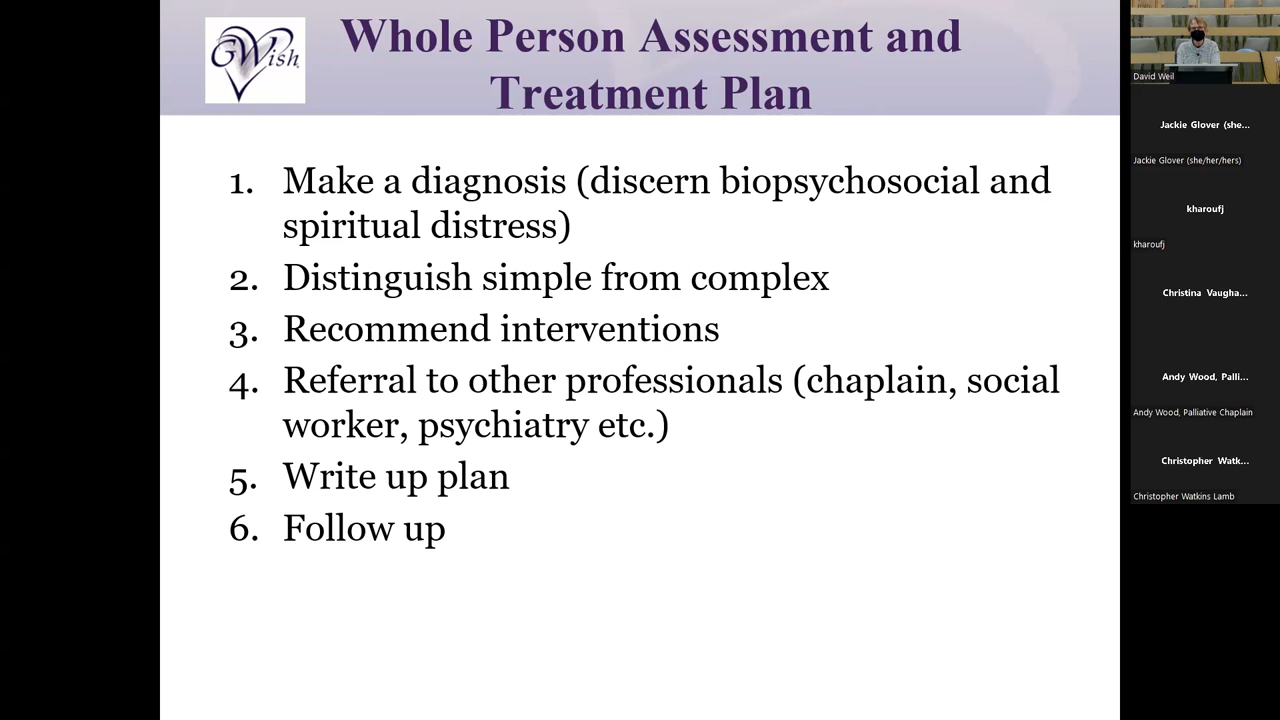 GWish
Whole Person Assessment and
Treatment Plan
1. Make a diagnosis (discern biopsychosocial and
spiritual distress)
2. Distinguish simple from complex
3. Recommend interventions
4. Referral to other professionals (chaplain, social
worker, psychiatry etc.)
5. Write up plan
6. Follow up
David Weil
Jackie Glover (she...
Jackie Glover (she/her/hers)
kharoufj
kharoufj
Christina Vaugha...
Andy Wood, Palli...
Andy Wood, Palliative Chaplain
Christopher Watk...
Christopher Watkins Lamb